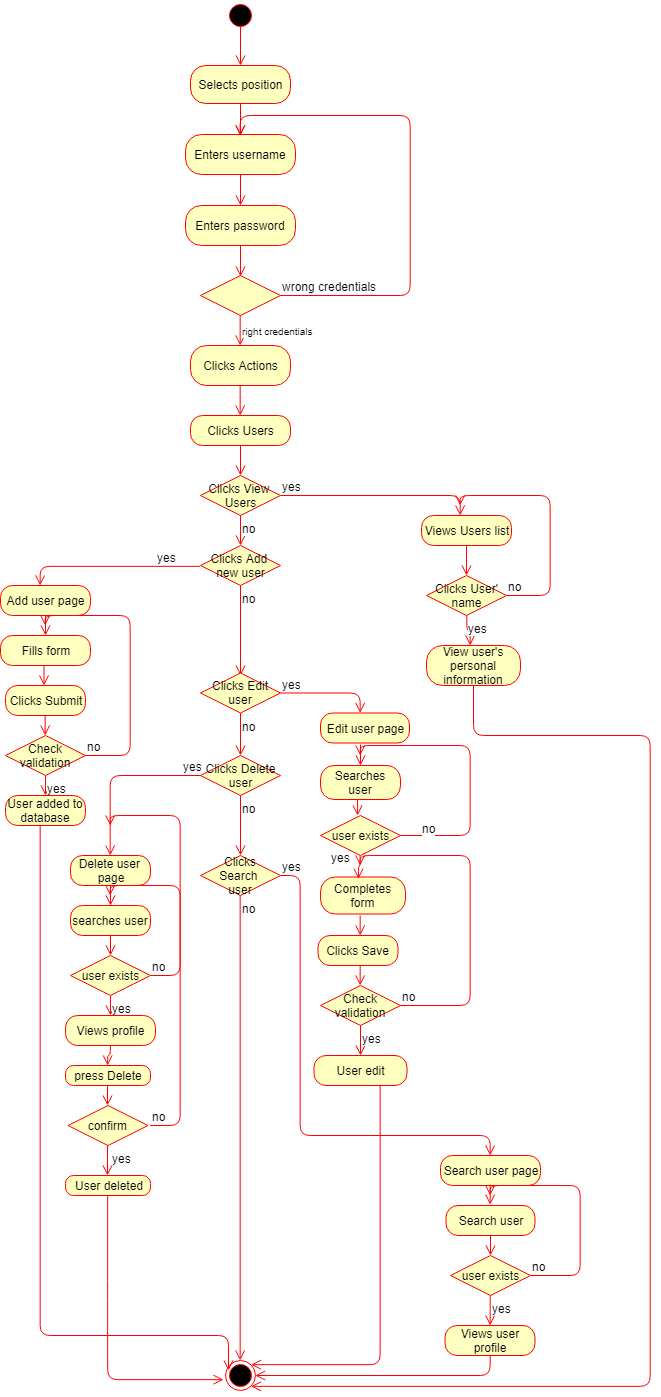 Selects position
Enters username
Enters password
wrong credentials
right credentials
Clicks Actions
Clicks Users
Clicks View
Users
yes
no
Views Users list
Clicks User'
name
no
yes
View user's
personal
information
Clicks Add
new user
yes
no
Add user page
Fills form
Clicks Submit
Check
validation
no
yes
User added to
database
Clicks Edit
user
yes
no
Edit user page
Searches
user
user exists
no
yes
Completes
form
Clicks Save
Check
validation
no
yes
User edit
Clicks Delete
user
yes
no
Delete user
page
searches user
user exists
no
yes
Views profile
press Delete
confirm
no
yes
User deleted
Clicks
Search
user
yes
no
Search user page
Search user
user exists
no
yes
Views user
profile